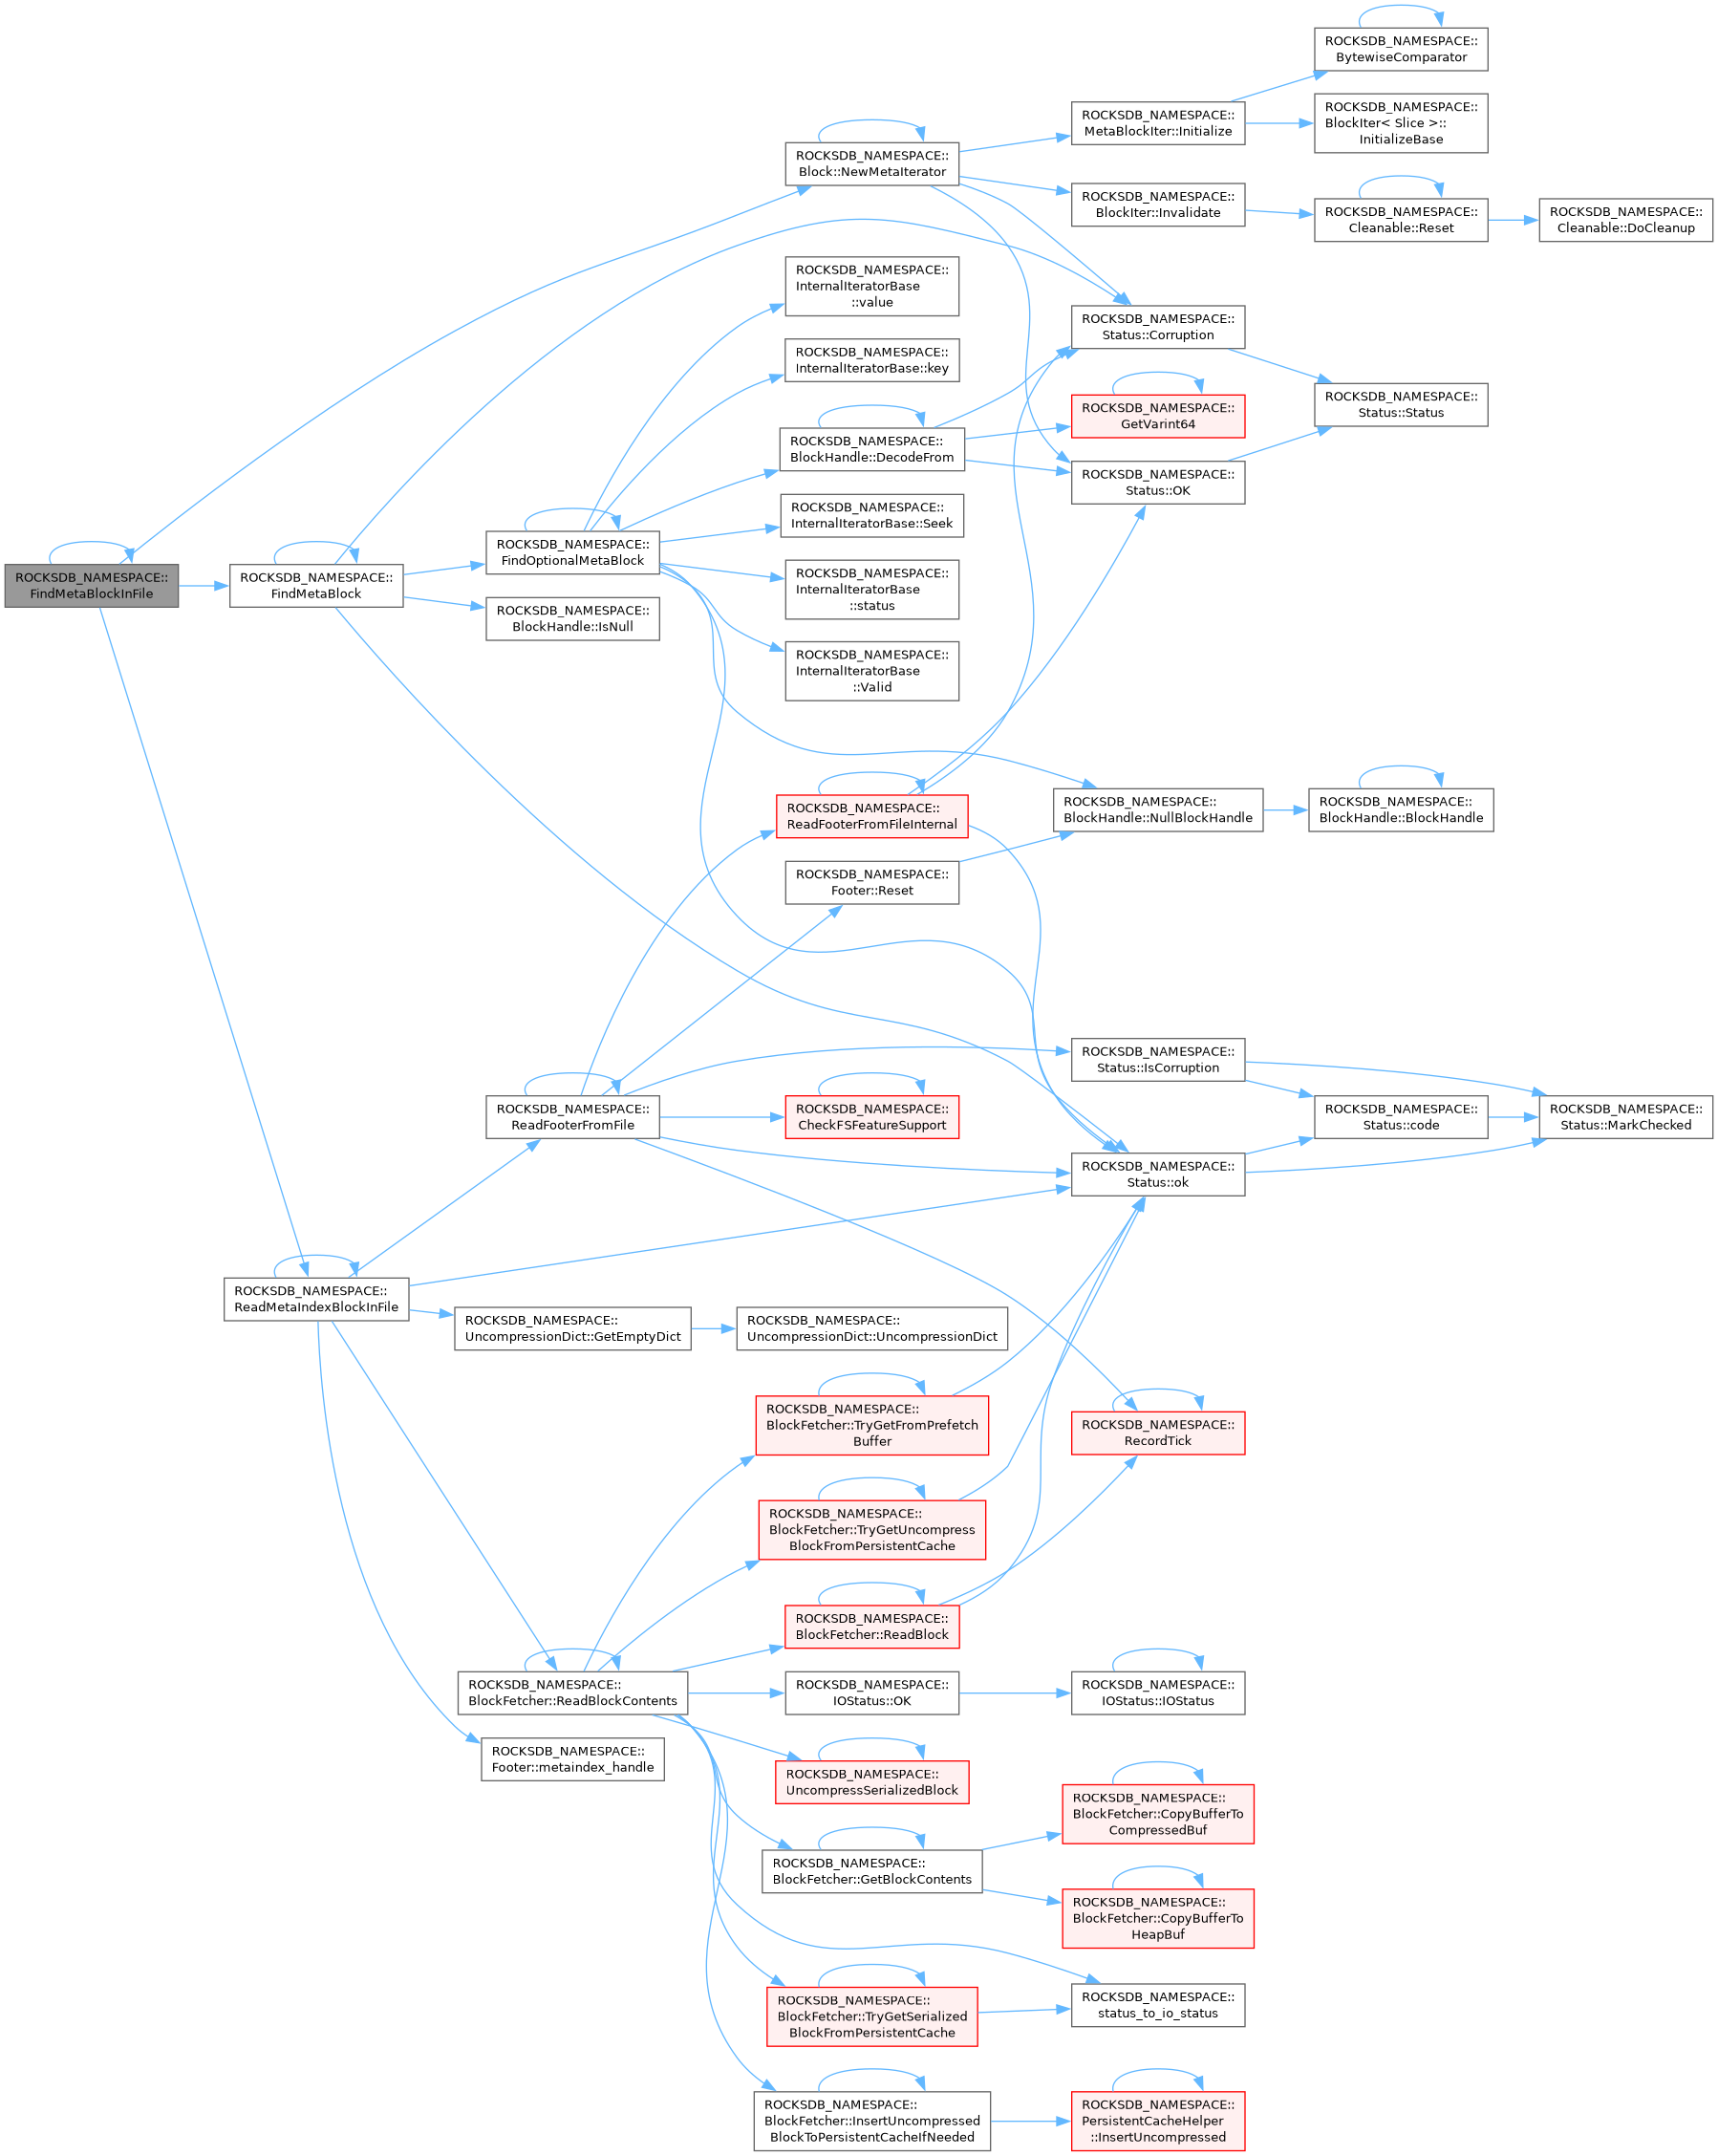 ROCKSDB_NAMESPACE::
BytewiseComparator
ROCKSDB_NAMESPACE::
BlockIter< Slice >::
InitializeBase
ROCKSDB_NAMESPACE::
MetaBlockIter::Initialize
ROCKSDB_NAMESPACE::
Block::NewMetaIterator
ROCKSDB_NAMESPACE::
BlockIter::Invalidate
ROCKSDB_NAMESPACE::
Cleanable::Reset
ROCKSDB_NAMESPACE::
Cleanable::DoCleanup
ROCKSDB_NAMESPACE::
InternalIteratorBase
::value
ROCKSDB_NAMESPACE::
Status::Corruption
ROCKSDB_NAMESPACE::
InternalIteratorBase::key
ROCKSDB_NAMESPACE::
Status::Status
ROCKSDB_NAMESPACE::
GetVarint64
ROCKSDB_NAMESPACE::
BlockHandle::DecodeFrom
ROCKSDB_NAMESPACE::
Status::OK
ROCKSDB_NAMESPACE::
InternalIteratorBase::Seek
ROCKSDB_NAMESPACE::
FindOptionalMetaBlock
ROCKSDB_NAMESPACE::
FindMetaBlockInFile
ROCKSDB_NAMESPACE::
FindMetaBlock
ROCKSDB_NAMESPACE::
InternalIteratorBase
::status
ROCKSDB_NAMESPACE::
BlockHandle::IsNull
ROCKSDB_NAMESPACE::
InternalIteratorBase
::Valid
ROCKSDB_NAMESPACE::
ReadFooterFromFileInternal
ROCKSDB_NAMESPACE::
BlockHandle::NullBlockHandle
ROCKSDB_NAMESPACE::
BlockHandle::BlockHandle
ROCKSDB_NAMESPACE::
Footer::Reset
ROCKSDB_NAMESPACE::
Status::IsCorruption
ROCKSDB_NAMESPACE::
ReadFooterFromFile
ROCKSDB_NAMESPACE::
CheckFSFeatureSupport
ROCKSDB_NAMESPACE::
Status::code
ROCKSDB_NAMESPACE::
Status::MarkChecked
ROCKSDB_NAMESPACE::
Status::ok
ROCKSDB_NAMESPACE::
ReadMetaIndexBlockInFile
ROCKSDB_NAMESPACE::
UncompressionDict::GetEmptyDict
ROCKSDB_NAMESPACE::
UncompressionDict::UncompressionDict
ROCKSDB_NAMESPACE::
BlockFetcher::TryGetFromPrefetch
Buffer
ROCKSDB_NAMESPACE::
RecordTick
ROCKSDB_NAMESPACE::
BlockFetcher::TryGetUncompress
BlockFromPersistentCache
ROCKSDB_NAMESPACE::
BlockFetcher::ReadBlock
ROCKSDB_NAMESPACE::
BlockFetcher::ReadBlockContents
ROCKSDB_NAMESPACE::
IOStatus::OK
ROCKSDB_NAMESPACE::
IOStatus::IOStatus
ROCKSDB_NAMESPACE::
Footer::metaindex_handle
ROCKSDB_NAMESPACE::
UncompressSerializedBlock
ROCKSDB_NAMESPACE::
BlockFetcher::CopyBufferTo
CompressedBuf
ROCKSDB_NAMESPACE::
BlockFetcher::GetBlockContents
ROCKSDB_NAMESPACE::
BlockFetcher::CopyBufferTo
HeapBuf
ROCKSDB_NAMESPACE::
BlockFetcher::TryGetSerialized
BlockFromPersistentCache
ROCKSDB_NAMESPACE::
status_to_io_status
ROCKSDB_NAMESPACE::
BlockFetcher::InsertUncompressed
BlockToPersistentCacheIfNeeded
ROCKSDB_NAMESPACE::
PersistentCacheHelper
::InsertUncompressed